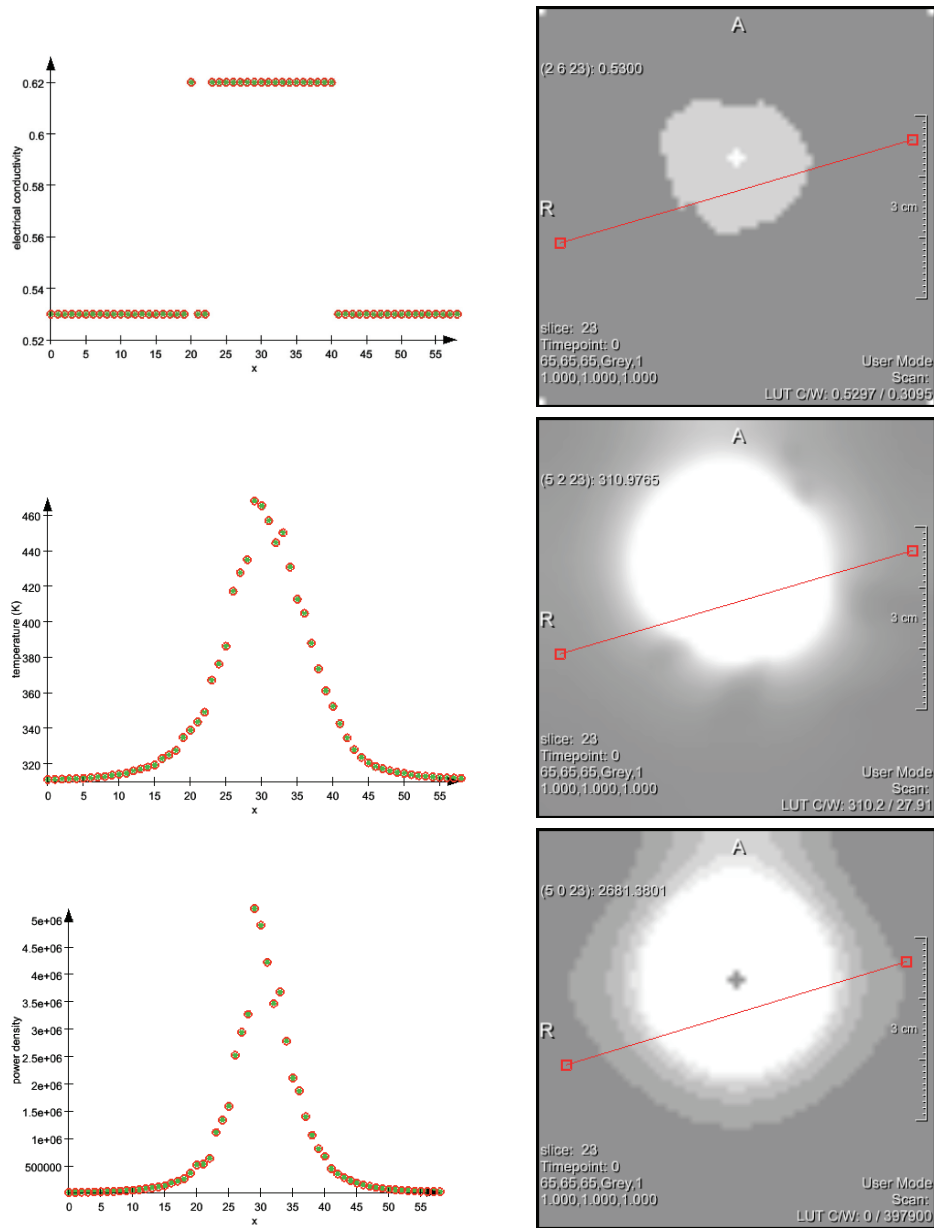 0.62
0.6
0.58
0.56
0.54
0.52
electrical conductivity
0 5 10 15 20 25 30 35 40 45 50 55
x
A
(2 6 23): 0.5300
R
3 cm
slice: 23
Timepoint: 0
65,65,65,Grey,1
1.000,1.000,1.000
User Mode
Scan:
LUT C/W: 0.5297 / 0.3095
460
440
420
400
380
360
340
320
temperature (K)
0 5 10 15 20 25 30 35 40 45 50 55
x
A
(5 2 23): 310.9765
R
3 cm
slice: 23
Timepoint: 0
65,65,65,Grey,1
1.000,1.000,1.000
User Mode
Scan:
LUT C/W: 310.2 / 27.91
5e+06
4.5e+06
4e+06
3.5e+06
3e+06
2.5e+06
2e+06
1.5e+06
1e+06
500000
power density
0 5 10 15 20 25 30 35 40 45 50 55
x
A
(5 0 23): 2681.3801
R
3 cm
slice: 23
Timepoint: 0
65,65,65,Grey,1
1.000,1.000,1.000
User Mode
Scan:
LUT C/W: 0 / 397900